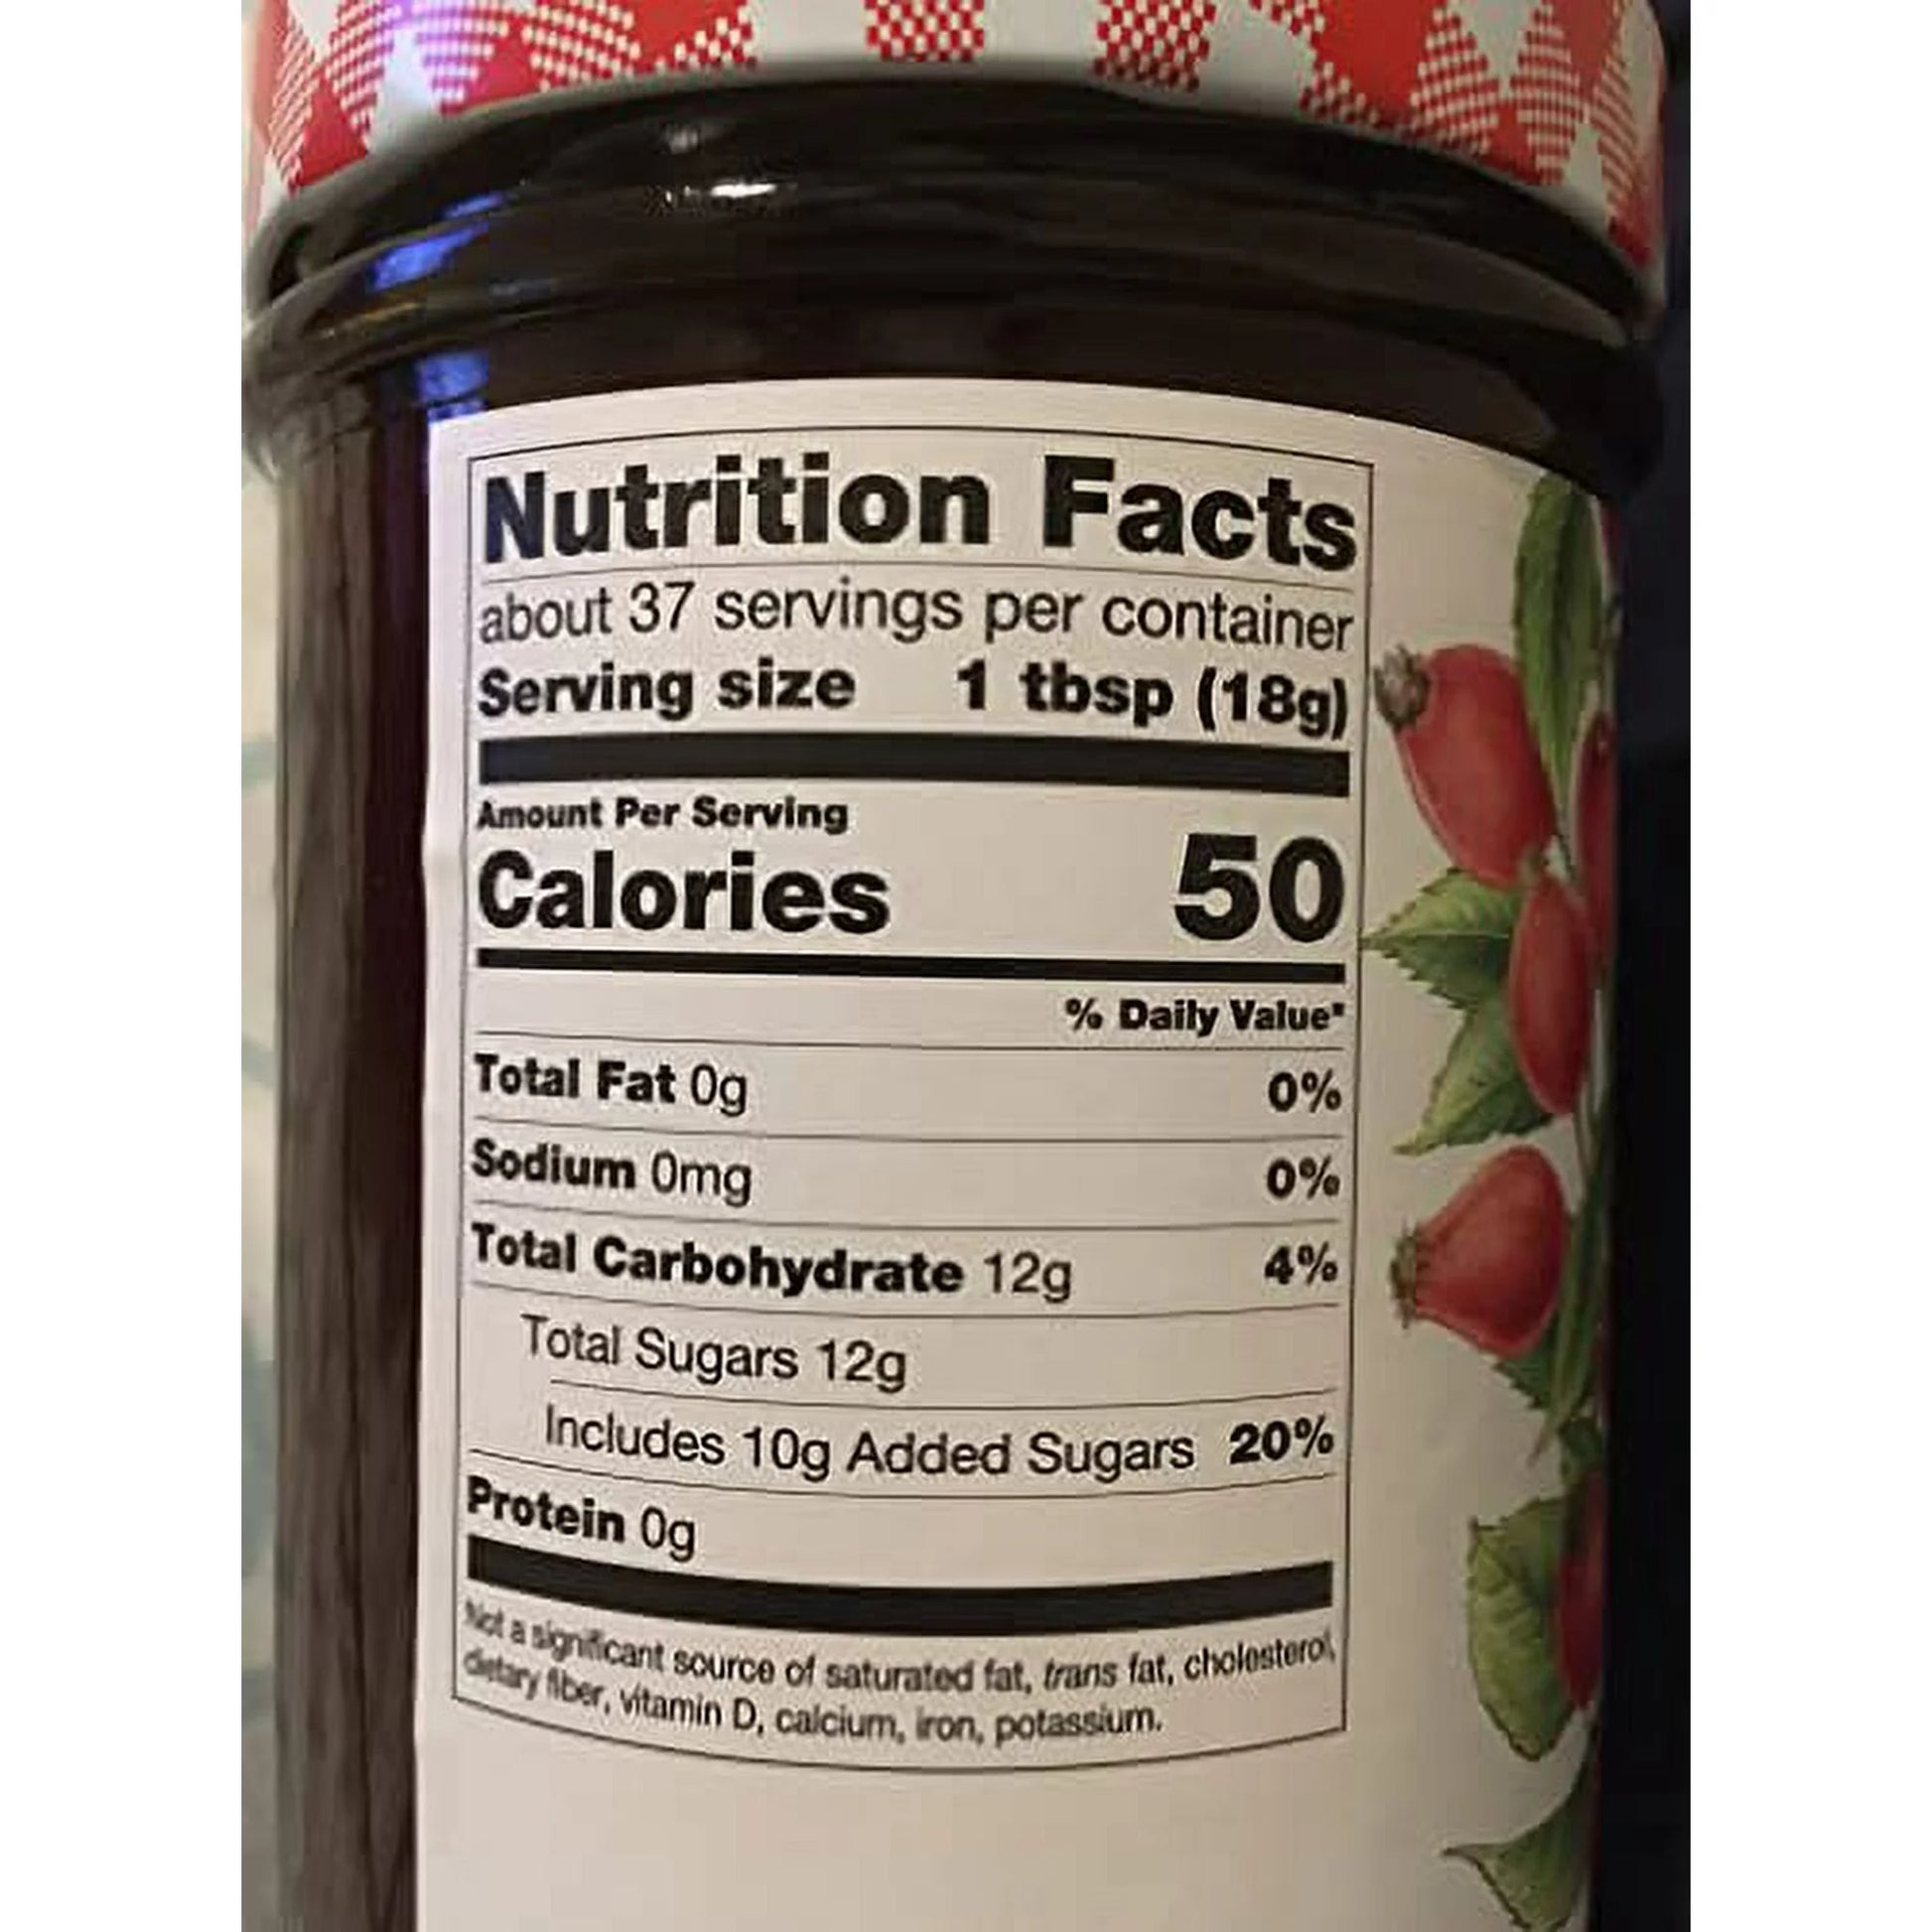 Nutrition Facts
about 37 servings per container
Serving size 1 tbsp (18g)
Amount Per Serving
Calories 50
% Daily Value*
Total Fat 0g 0%
Sodium 0mg 0%
Total Carbohydrate 12g 4%
Total Sugars 12g
Includes 10g Added Sugars 20%
Protein 0g
Not a significant source of saturated fat, trans fat, cholesterol,
dietary fiber, vitamin D, calcium, iron, potassium.